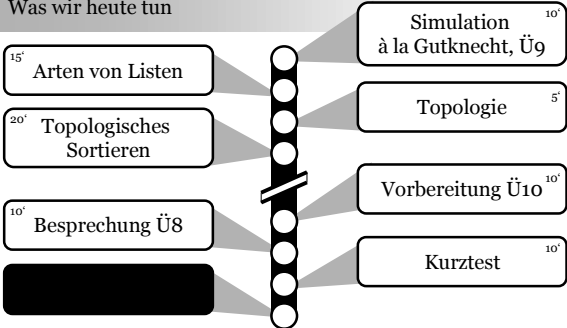 Was wir heute tun
10‘
Simulation
à la Gutknecht, Ü9
15‘
Arten von Listen
5‘
Topologie
20‘
Topologisches
Sortieren
10‘
Vorbereitung Ü10
10‘
Besprechung Ü8
10‘
Kurztest